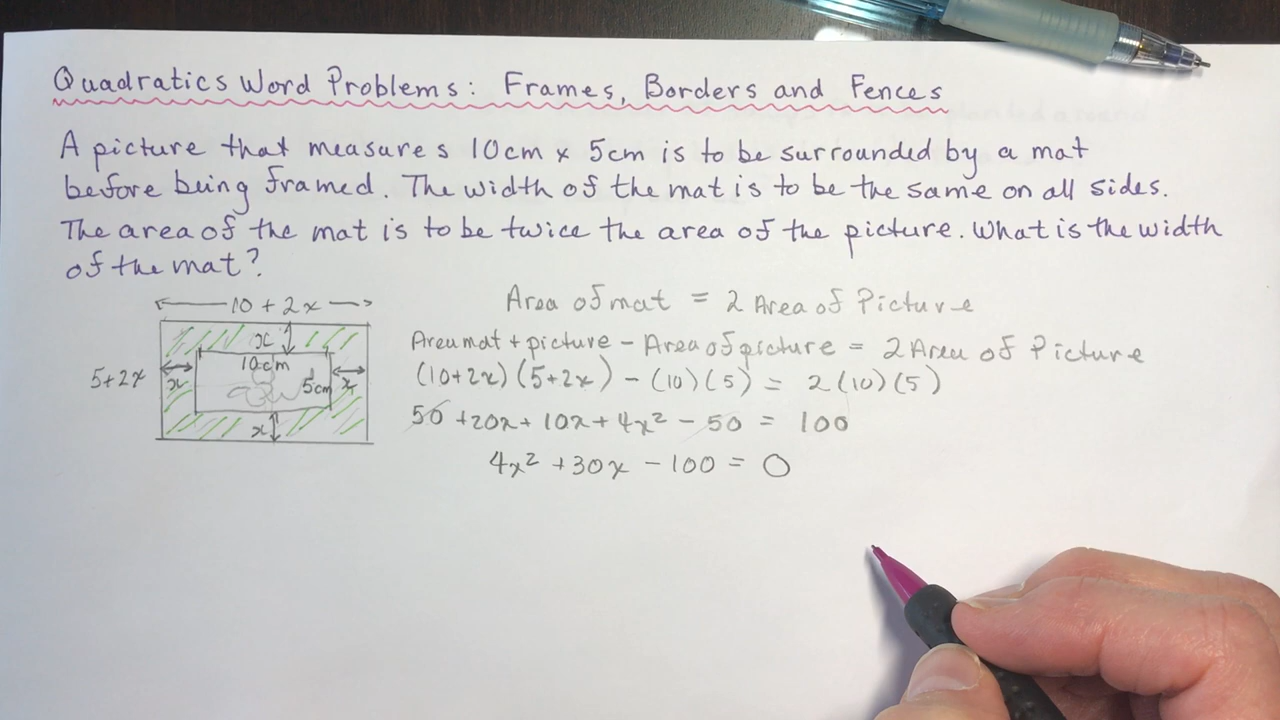 Quadratics Word Problems: Frames, Borders and Fences
A picture that measures 10cm x 5cm is to be surrounded by a mat
before being framed. The width of the mat is to be the same on all sides.
The area of the mat is to be twice the area of the picture. What is the width
of the mat?
10 + 2x
Area of mat = 2 Area of Picture
x
Area mat + picture - Area of picture = 2 Area of Picture
10cm
5+2x
x
5cm
x
(10+2x)(5+2x) - (10)(5) = 2(10)(5)
x
50 +20x+10x+4x² - 50 = 100
4x² +30x -100 = 0